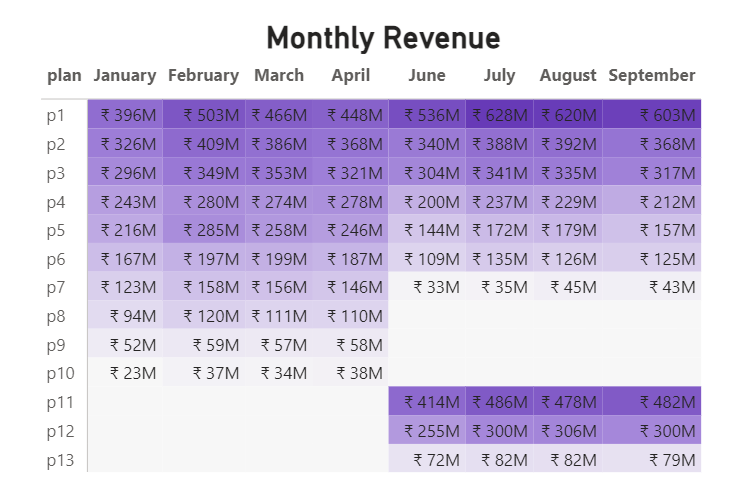 Monthly Revenue
plan January February March April June July August September
p1 ₹ 396M ₹ 503M ₹ 466M ₹ 448M ₹ 536M ₹ 628M ₹ 620M ₹ 603M
p2 ₹ 326M ₹ 409M ₹ 386M ₹ 368M ₹ 340M ₹ 388M ₹ 392M ₹ 368M
p3 ₹ 296M ₹ 349M ₹ 353M ₹ 321M ₹ 304M ₹ 341M ₹ 335M ₹ 317M
p4 ₹ 243M ₹ 280M ₹ 274M ₹ 278M ₹ 200M ₹ 237M ₹ 229M ₹ 212M
p5 ₹ 216M ₹ 285M ₹ 258M ₹ 246M ₹ 144M ₹ 172M ₹ 179M ₹ 157M
p6 ₹ 167M ₹ 197M ₹ 199M ₹ 187M ₹ 109M ₹ 135M ₹ 126M ₹ 125M
p7 ₹ 123M ₹ 158M ₹ 156M ₹ 146M ₹ 33M ₹ 35M ₹ 45M ₹ 43M
p8 ₹ 94M ₹ 120M ₹ 111M ₹ 110M
p9 ₹ 52M ₹ 59M ₹ 57M ₹ 58M
p10 ₹ 23M ₹ 37M ₹ 34M ₹ 38M
p11 ₹ 414M ₹ 486M ₹ 478M ₹ 482M
p12 ₹ 255M ₹ 300M ₹ 306M ₹ 300M
p13 ₹ 72M ₹ 82M ₹ 82M ₹ 79M